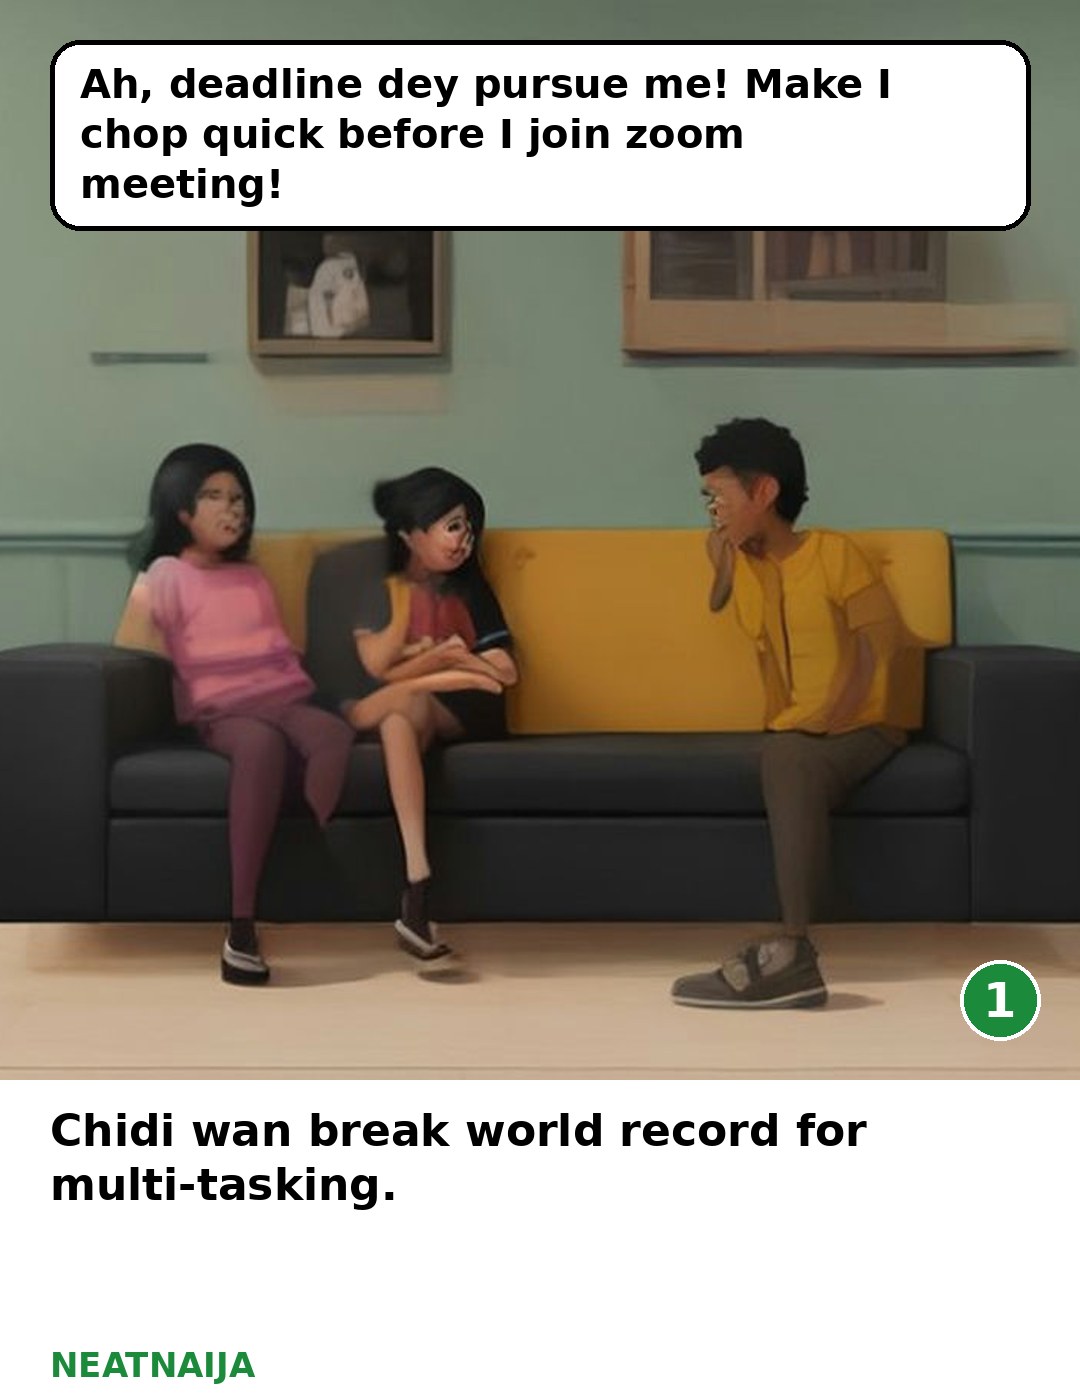 Ah, deadline dey pursue me! Make I
chop quick before I join zoom
meeting!
1
Chidi wan break world record for
multi-tasking.
NEATNAIJA